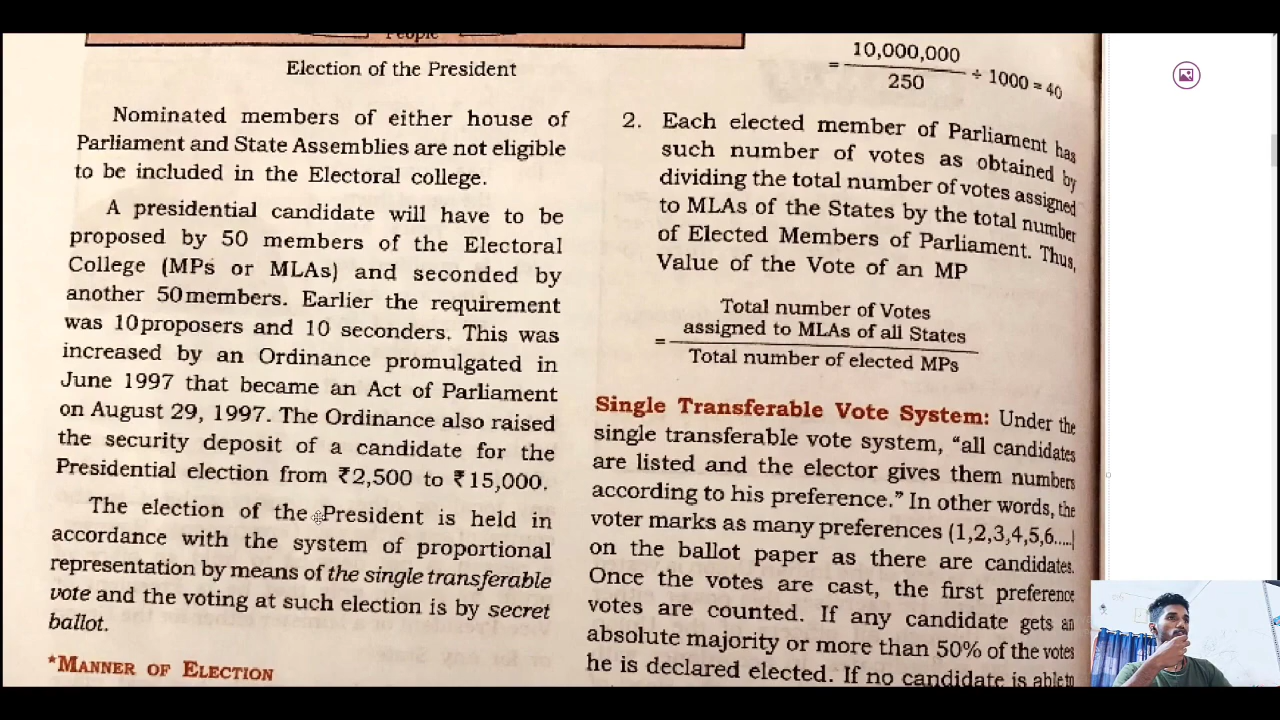 People
Election of the President
Nominated members of either house of
Parliament and State Assemblies are not eligible
to be included in the Electoral college.
A presidential candidate will have to be
proposed by 50 members of the Electoral
College (MPs or MLAs) and seconded by
another 50members. Earlier the requirement
was 10proposers and 10 seconders. This was
increased by an Ordinance promulgated in
June 1997 that became an Act of Parliament
on August 29, 1997. The Ordinance also raised
the security deposit of a candidate for the
Presidential election from ₹2,500 to ₹15,000.
The election of the President is held in
accordance with the system of proportional
representation by means of the single transferable
vote and the voting at such election is by secret
ballot.
*MANNER OF ELECTION
10,000,000
= ÷ 1000 = 40
250
2. Each elected member of Parliament has
such number of votes as obtained by
dividing the total number of votes assigned
to MLAs of the States by the total number
of Elected Members of Parliament. Thus,
Value of the Vote of an MP
Total number of Votes
assigned to MLAs of all States
=
Total number of elected MPs
Single Transferable Vote System: Under the
single transferable vote system, “all candidates
are listed and the elector gives them numbers
according to his preference.” In other words, the
voter marks as many preferences (1,2,3,4,5,6.....)
on the ballot paper as there are candidates.
Once the votes are cast, the first preference
votes are counted. If any candidate gets an
absolute majority or more than 50% of the votes
he is declared elected. If no candidate is able to